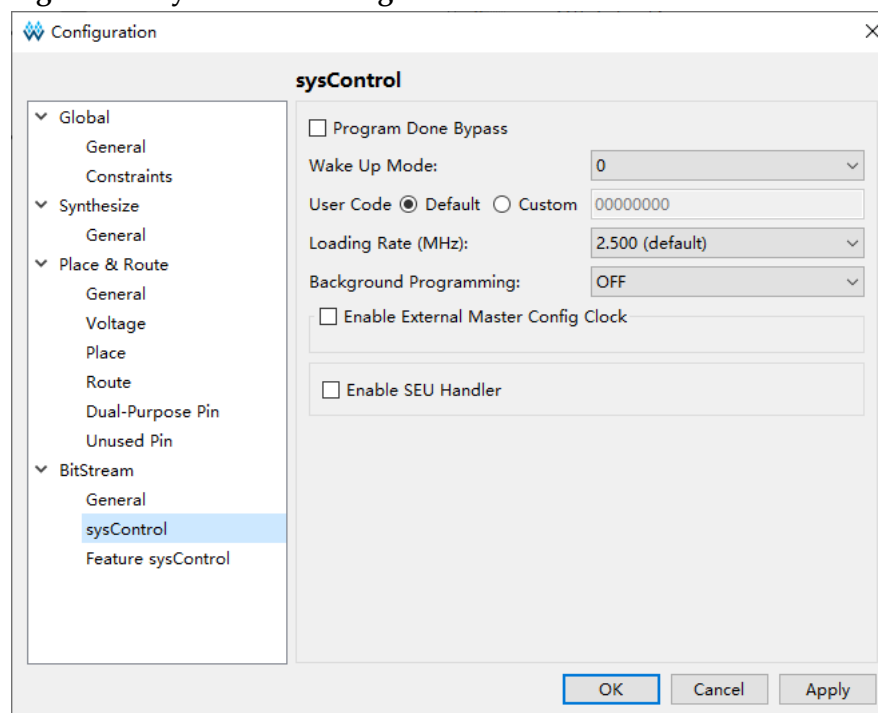 Configuration
sysControl
Global
General
Constraints
Synthesize
General
Place & Route
General
Voltage
Place
Route
Dual-Purpose Pin
Unused Pin
BitStream
General
sysControl
Feature sysControl
Program Done Bypass
Wake Up Mode: 0
User Code Default Custom 00000000
Loading Rate (MHz): 2.500 (default)
Background Programming: OFF
Enable External Master Config Clock
Enable SEU Handler
OK Cancel Apply